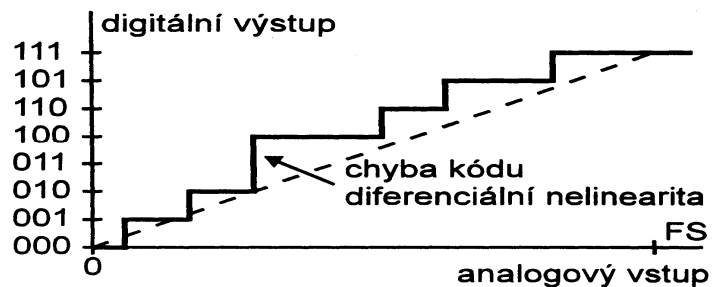 digitální výstup
111
101
110
100
011
010
001
000
chyba kódu
diferenciální nelinearita
FS
0
analogový vstup